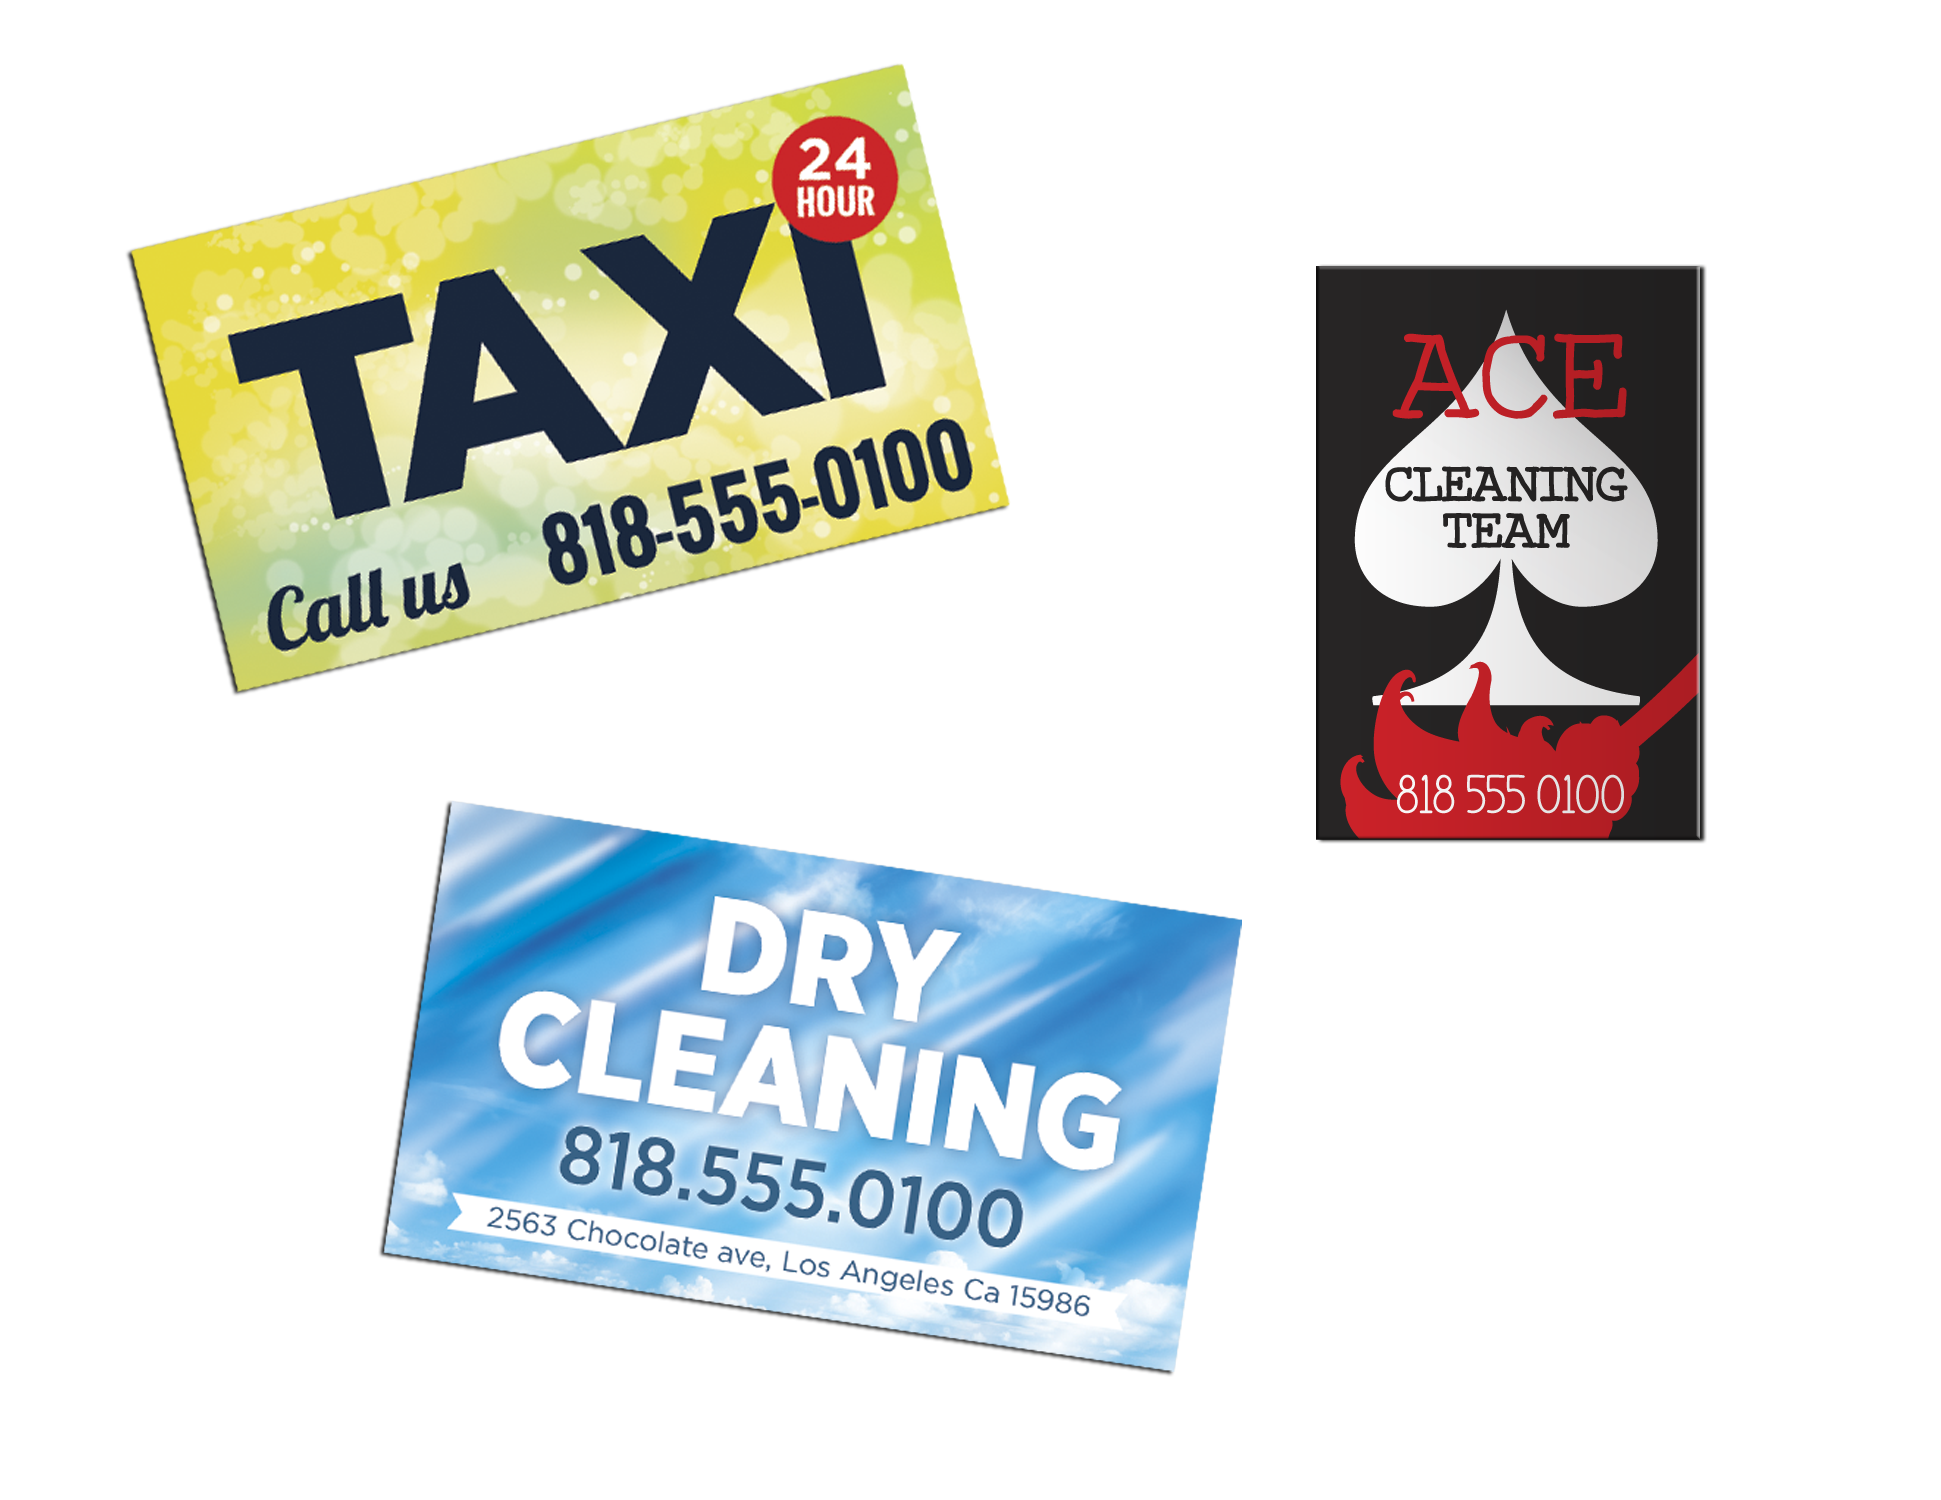 24
HOUR
TAXI
Call us 818-555-0100
ACE
CLEANING
TEAM
818 555 0100
DRY
CLEANING
818.555.0100
2563 Chocolate ave, Los Angeles Ca 15986